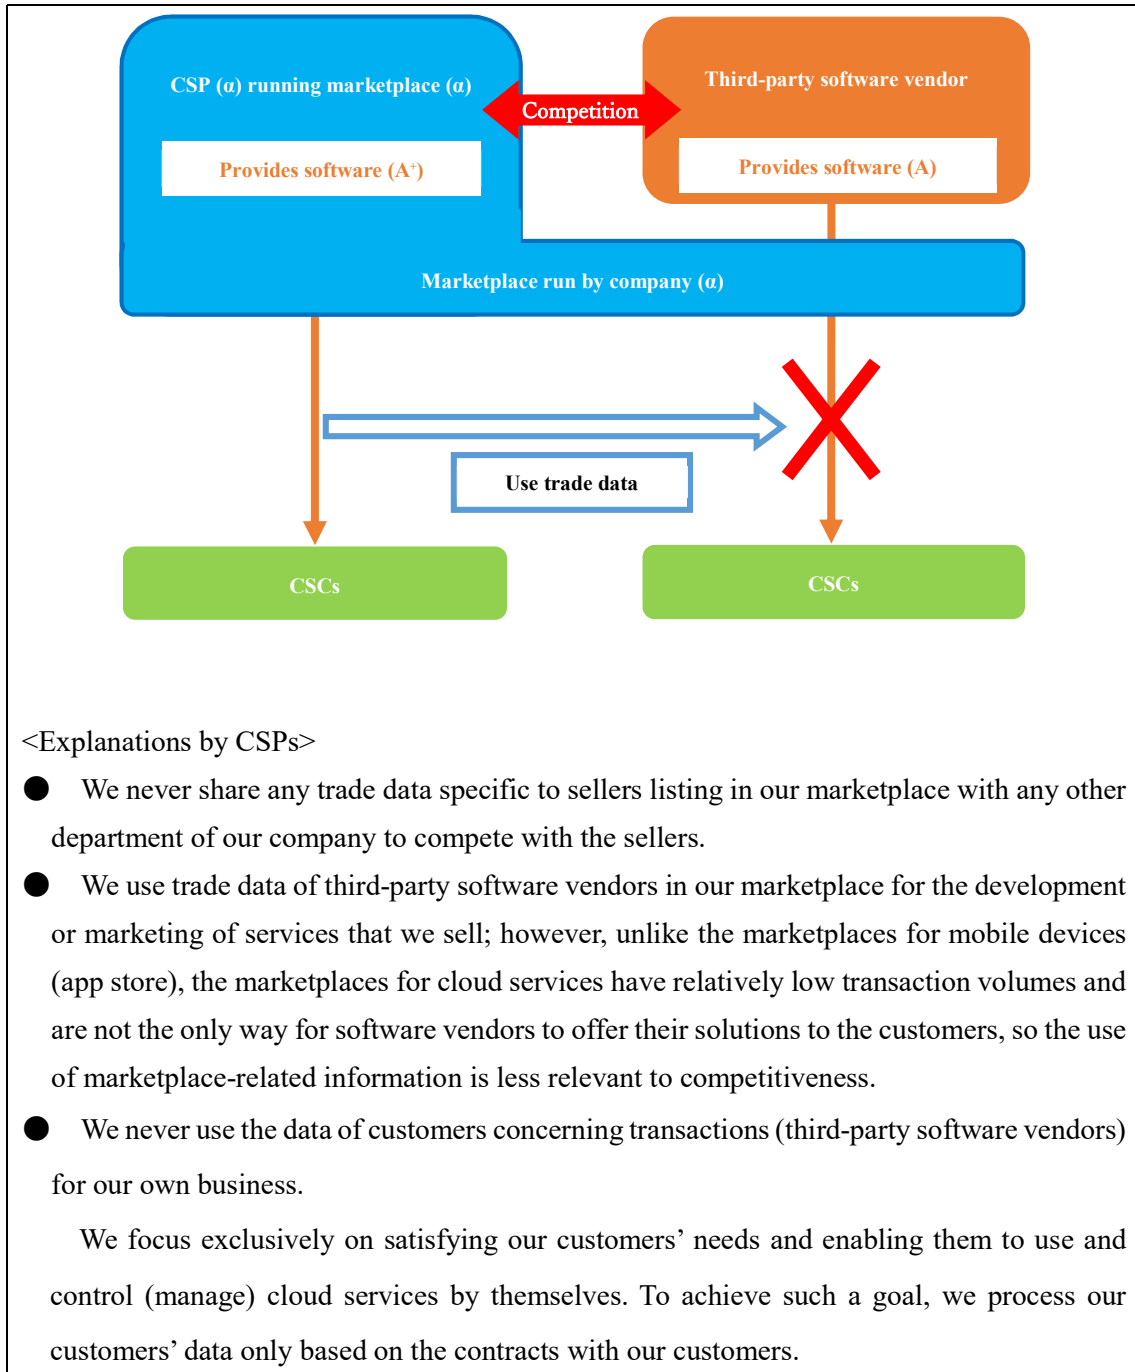 CSP (α) running marketplace (α)
Third-party software vendor
Competition
Provides software (A⁺)
Provides software (A)
Marketplace run by company (α)
Use trade data
CSCs
CSCs
<Explanations by CSPs>
● We never share any trade data specific to sellers listing in our marketplace with any other
department of our company to compete with the sellers.
● We use trade data of third-party software vendors in our marketplace for the development
or marketing of services that we sell; however, unlike the marketplaces for mobile devices
(app store), the marketplaces for cloud services have relatively low transaction volumes and
are not the only way for software vendors to offer their solutions to the customers, so the use
of marketplace-related information is less relevant to competitiveness.
● We never use the data of customers concerning transactions (third-party software vendors)
for our own business.
We focus exclusively on satisfying our customers’ needs and enabling them to use and
control (manage) cloud services by themselves. To achieve such a goal, we process our
customers’ data only based on the contracts with our customers.